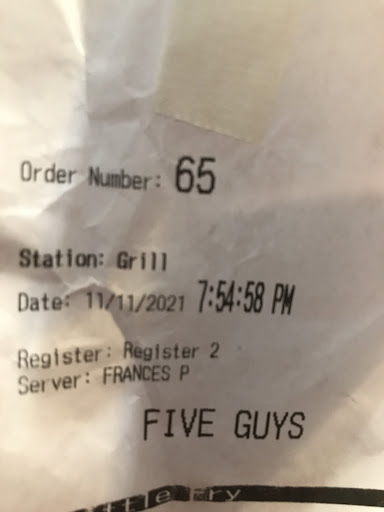 Order Number: 65
Station: Grill
Date: 11/11/2021 7:54:58 PM
Register: Register 2
Server: FRANCES P
FIVE GUYS
Fry